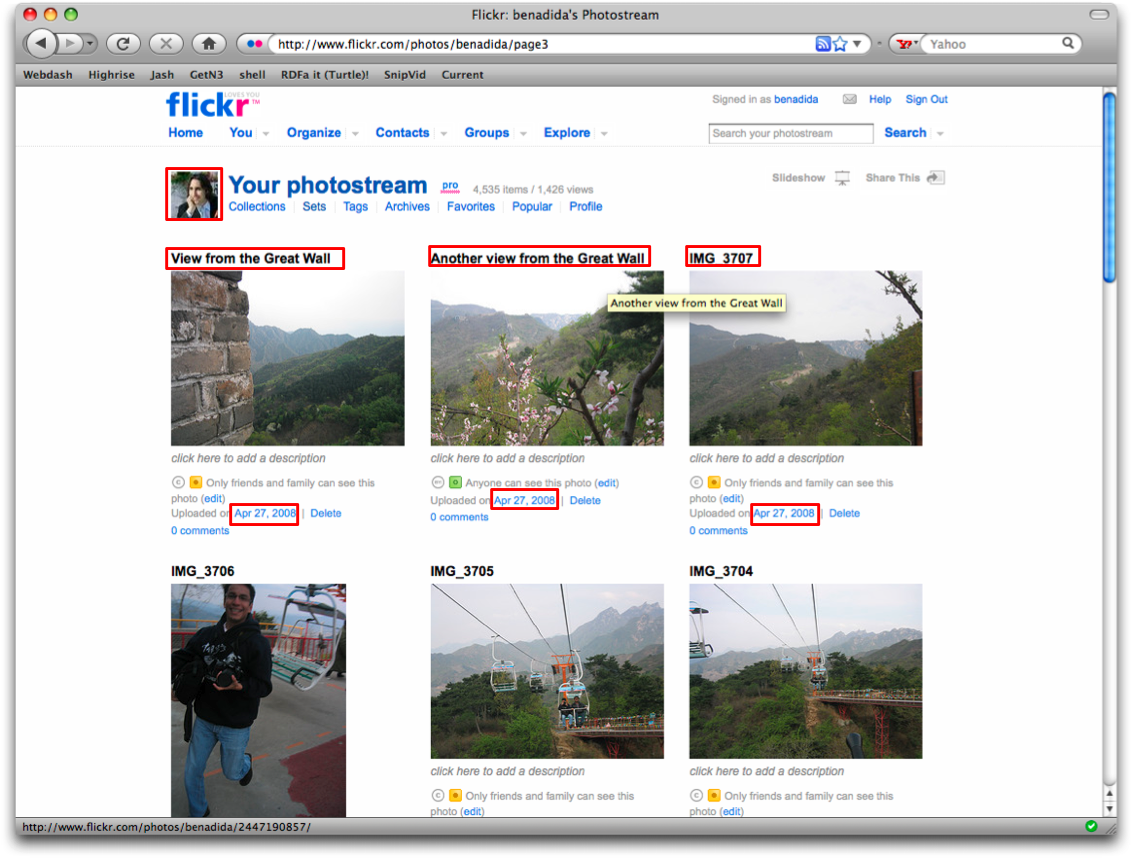 Flickr: benadida's Photostream
http://www.flickr.com/photos/benadida/page3
Yahoo
Webdash Highrise Jash GetN3 shell RDFa it (Turtle)! SnipVid Current
flickr LOVES YOU TM
Signed in as benadida Help Sign Out
Home You Organize Contacts Groups Explore
Search your photostream Search
Your photostream pro 4,535 items / 1,426 views
Slideshow Share This
Collections Sets Tags Archives Favorites Popular Profile
View from the Great Wall Another view from the Great Wall IMG_3707
Another view from the Great Wall
click here to add a description click here to add a description click here to add a description
Only friends and family can see this Anyone can see this photo (edit) Only friends and family can see this
photo (edit) Uploaded on Apr 27, 2008 | Delete photo (edit)
Uploaded on Apr 27, 2008 | Delete 0 comments Uploaded on Apr 27, 2008 | Delete
0 comments 0 comments
IMG_3706 IMG_3705 IMG_3704
click here to add a description click here to add a description
Only friends and family can see this Only friends and family can see this
photo (edit) photo (edit)
http://www.flickr.com/photos/benadida/2447190857/